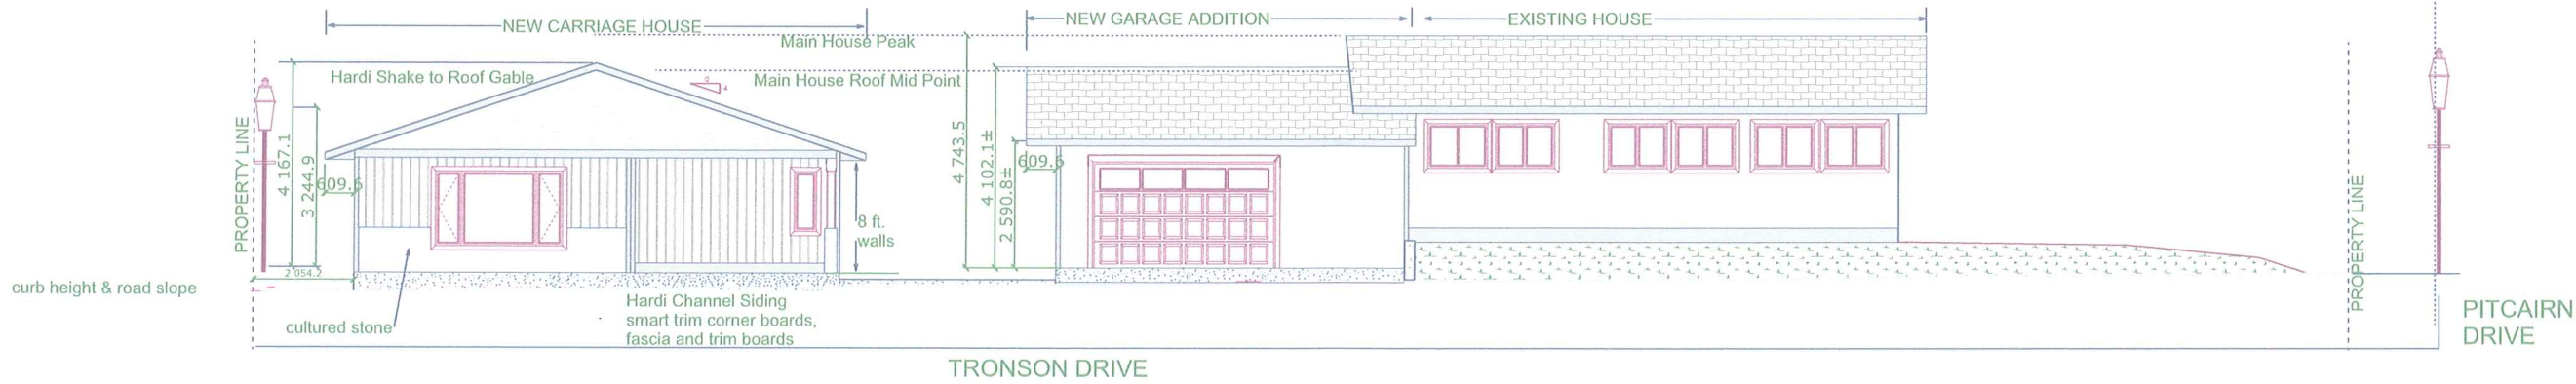 NEW CARRIAGE HOUSE
NEW GARAGE ADDITION
EXISTING HOUSE
Main House Peak
Hardi Shake to Roof Gable
Main House Roof Mid Point
4
PROPERTY LINE
4 167.1
3 244.9
609.6
2 054.2
8 ft.
walls
4 743.5
4 102.1±
2 590.8±
609.6
PROPERTY LINE
curb height & road slope
cultured stone
Hardi Channel Siding
smart trim corner boards,
fascia and trim boards
PITCAIRN
DRIVE
TRONSON DRIVE